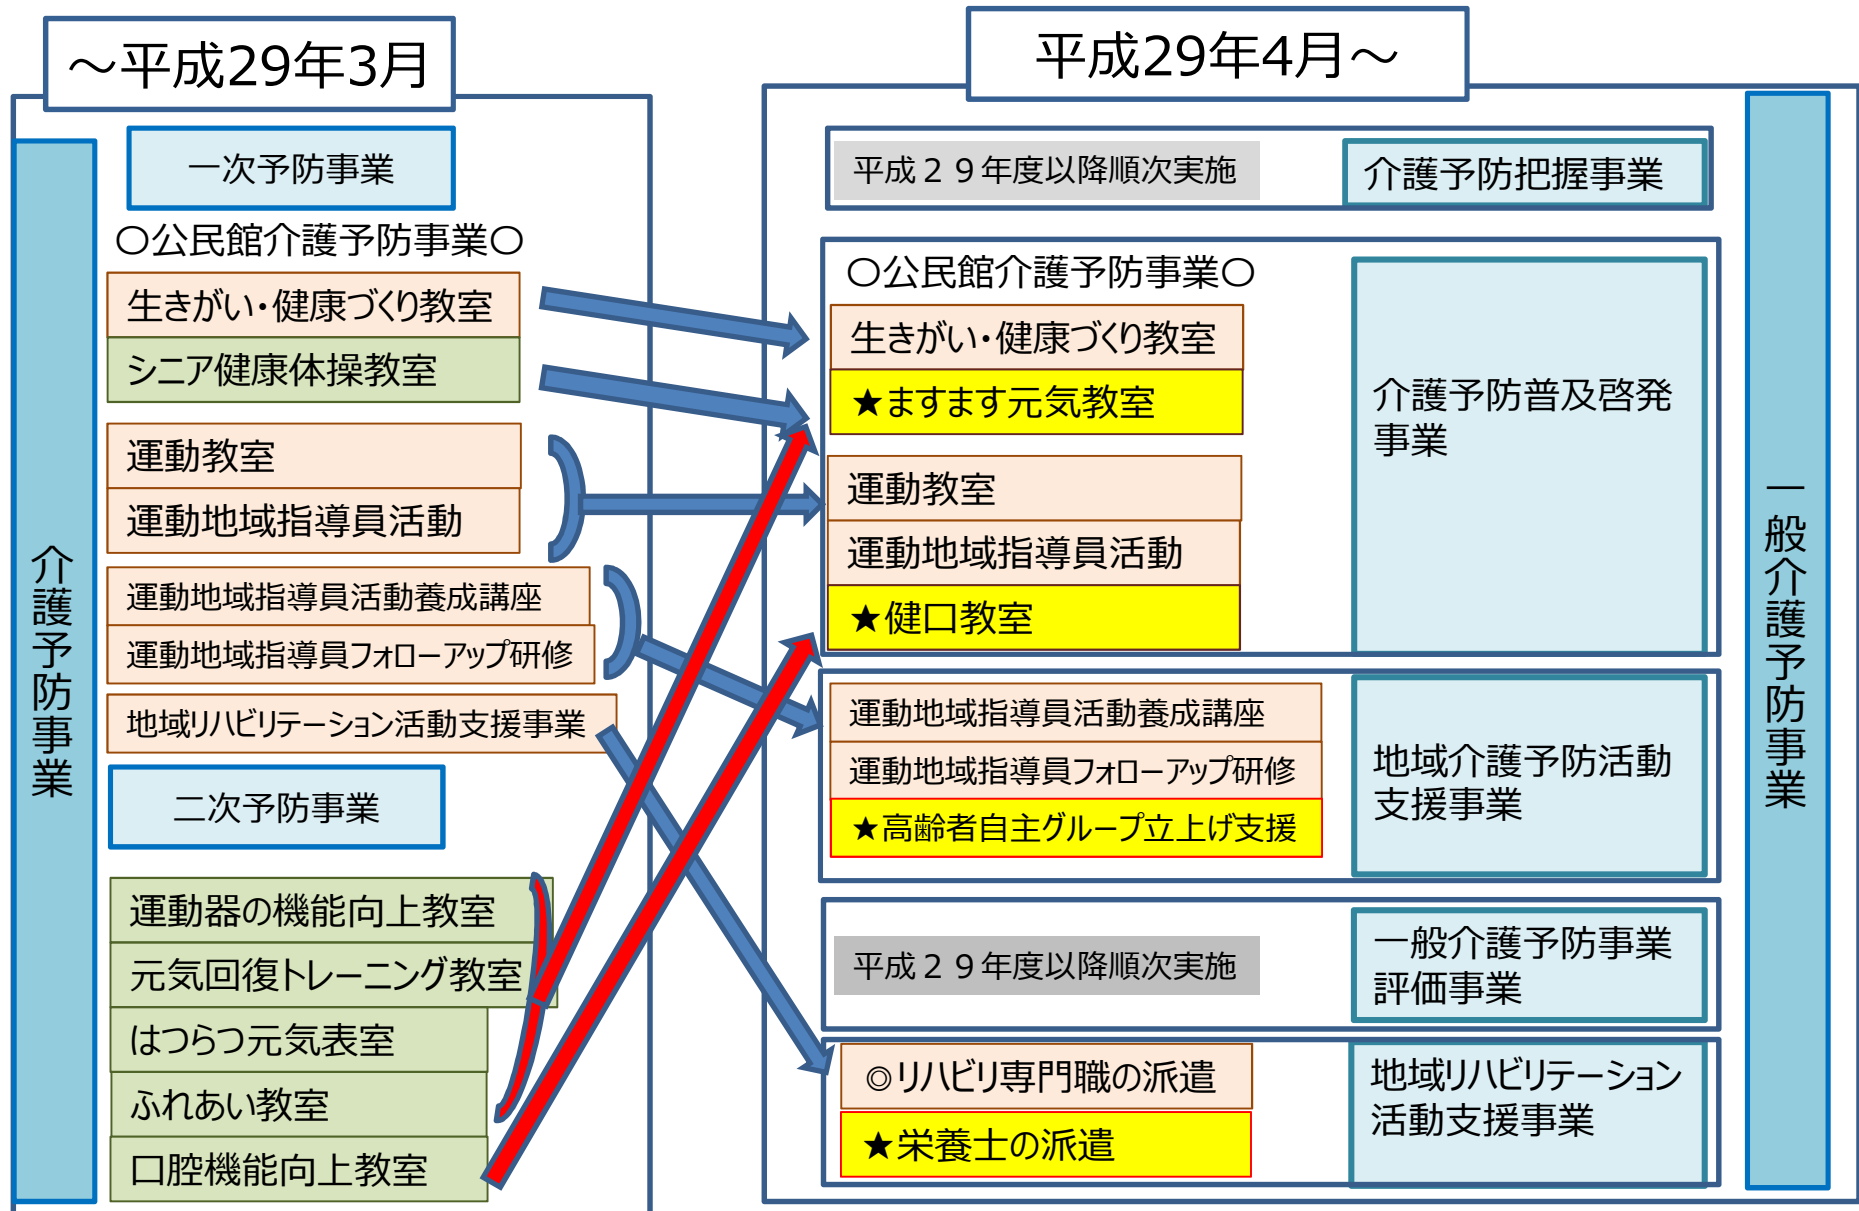 ～平成29年3月
介護予防事業
一次予防事業
〇公民館介護予防事業〇
生きがい・健康づくり教室
シニア健康体操教室
運動教室
運動地域指導員活動
運動地域指導員活動養成講座
運動地域指導員フォローアップ研修
地域リハビリテーション活動支援事業
二次予防事業
運動器の機能向上教室
元気回復トレーニング教室
はつらつ元気表室
ふれあい教室
口腔機能向上教室
平成29年4月～
平成２９年度以降順次実施
介護予防把握事業
〇公民館介護予防事業〇
生きがい・健康づくり教室
★ますます元気教室
運動教室
運動地域指導員活動
★健口教室
介護予防普及啓発
事業
運動地域指導員活動養成講座
運動地域指導員フォローアップ研修
★高齢者自主グループ立上げ支援
地域介護予防活動
支援事業
平成２９年度以降順次実施
一般介護予防事業
評価事業
◎リハビリ専門職の派遣
★栄養士の派遣
地域リハビリテーション
活動支援事業
一般介護予防事業